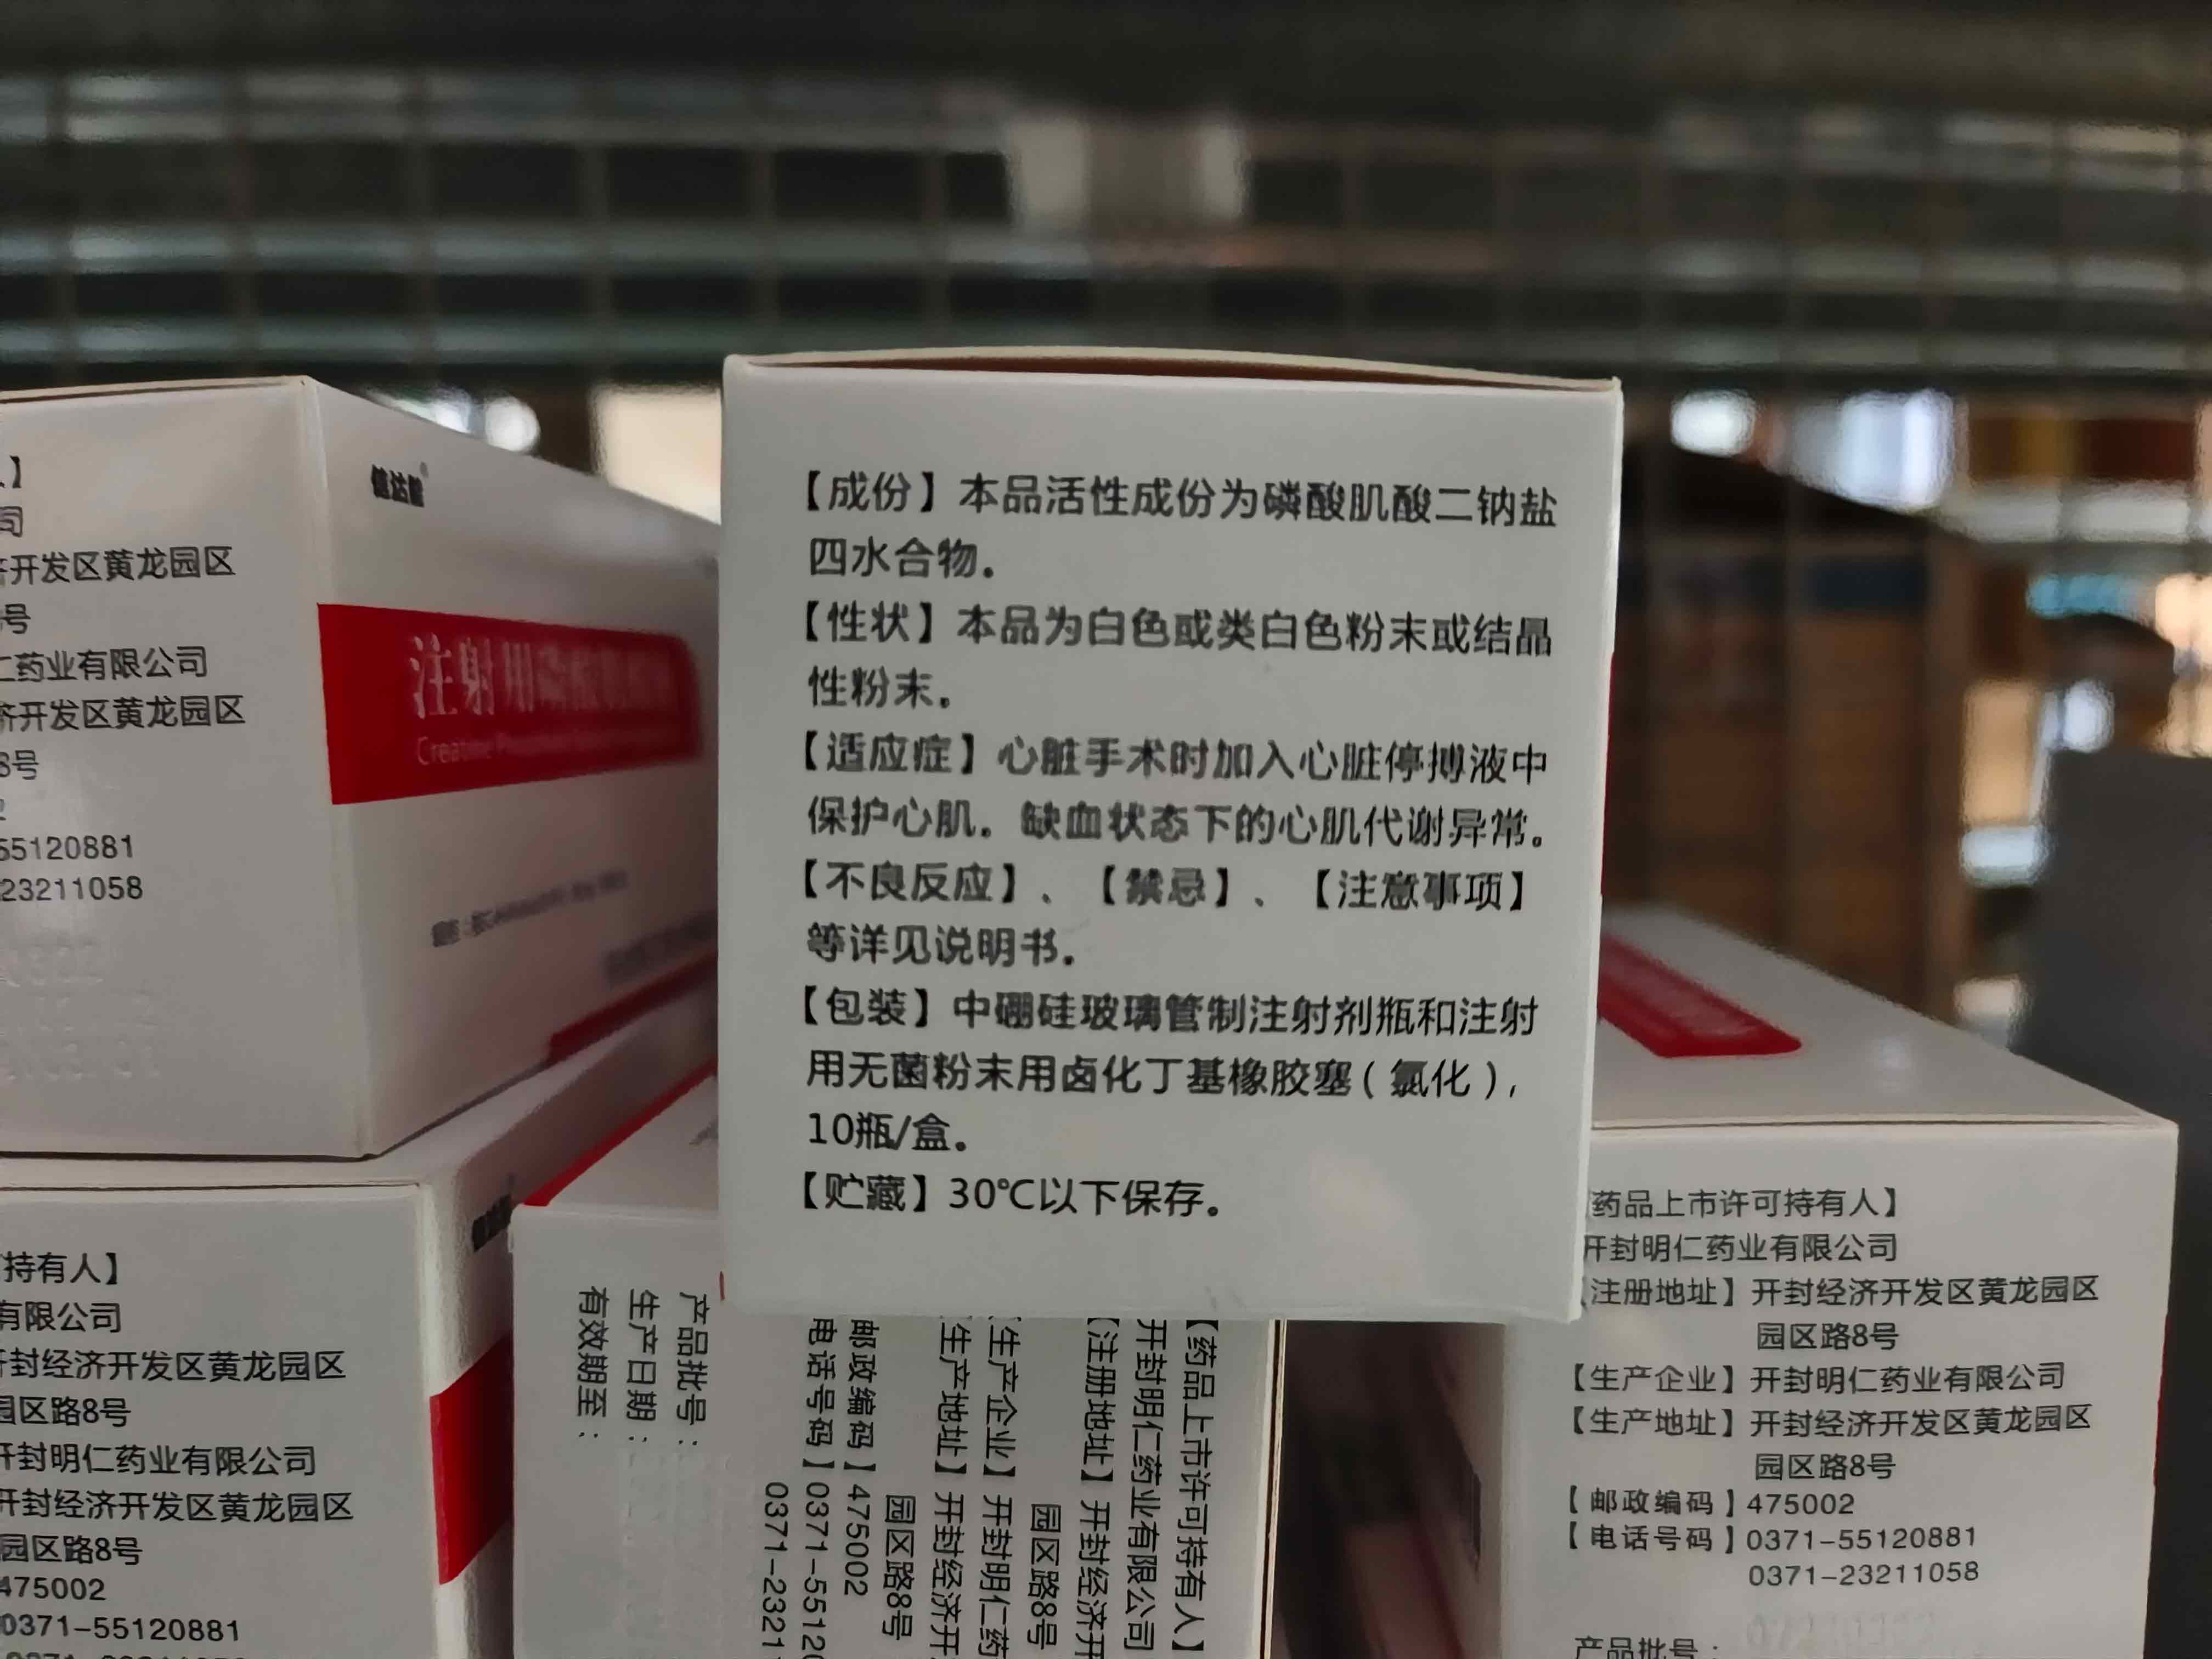 【成份】本品活性成份为磷酸肌酸二钠盐
四水合物。
【性状】本品为白色或类白色粉末或结晶
性粉末。
【适应症】心脏手术时加入心脏停搏液中
保护心肌。缺血状态下的心肌代谢异常。
【不良反应】、【禁忌】、【注意事项】
等详见说明书。
【包装】中硼硅玻璃管制注射剂瓶和注射
用无菌粉末用卤化丁基橡胶塞（氯化），
10瓶/盒。
【贮藏】30℃以下保存。
】
司
开发区黄龙园区
号
仁药业有限公司
济开发区黄龙园区
8号
55120881
23211058
注射用
Creatine
持有人】
有限公司
开封经济开发区黄龙园区
园区路8号
开封明仁药业有限公司
开封经济开发区黄龙园区
园区路8号
475002
0371-55120881
【药品上市许可持有人】
开封明仁药业有限公司
【注册地址】开封经济开
园区路8号
【生产企业】开封明仁药
【生产地址】开封经济开
园区路8号
邮政编码】475002
电话号码】0371-5512
0371-2321
产品批号：
生产日期：
有效期至：
药品上市许可持有人】
开封明仁药业有限公司
注册地址】开封经济开发区黄龙园区
园区路8号
【生产企业】开封明仁药业有限公司
【生产地址】开封经济开发区黄龙园区
园区路8号
【邮政编码】475002
【电话号码】0371-55120881
0371-23211058
产品批号：